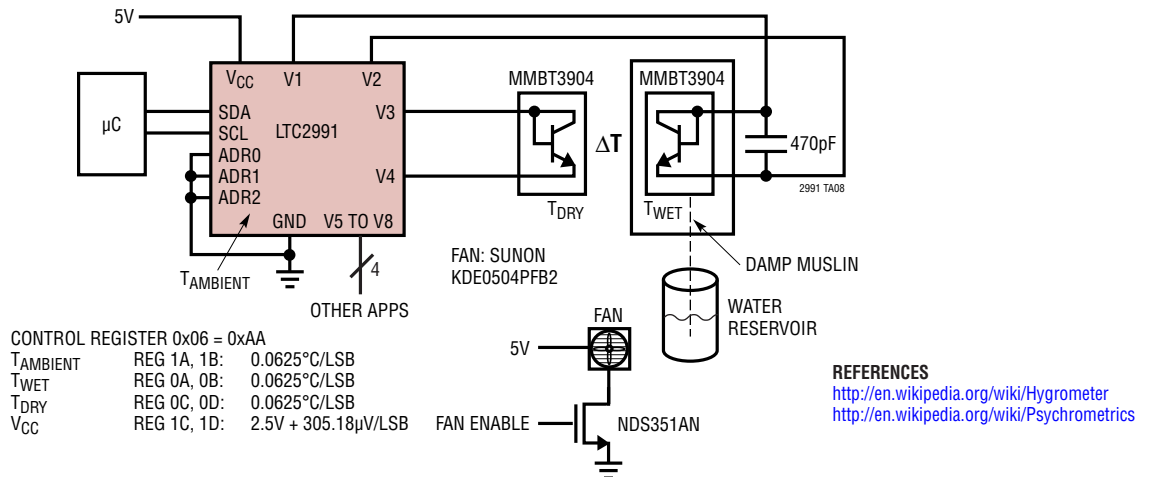 5V
VCC
V1
V2
MMBT3904
MMBT3904
µC
SDA
SCL
ADR0
ADR1
ADR2
LTC2991
V3
V4
ΔT
470pF
2991 TA08
TDRY
TWET
GND
V5 TO V8
4
TAMBIENT
OTHER APPS
FAN: SUNON
KDE0504PFB2
DAMP MUSLIN
WATER
RESERVOIR
FAN
5V
FAN ENABLE
NDS351AN
CONTROL REGISTER 0x06 = 0xAA
TAMBIENT REG 1A, 1B: 0.0625°C/LSB
TWET REG 0A, 0B: 0.0625°C/LSB
TDRY REG 0C, 0D: 0.0625°C/LSB
VCC REG 1C, 1D: 2.5V + 305.18µV/LSB
REFERENCES
http://en.wikipedia.org/wiki/Hygrometer
http://en.wikipedia.org/wiki/Psychrometrics